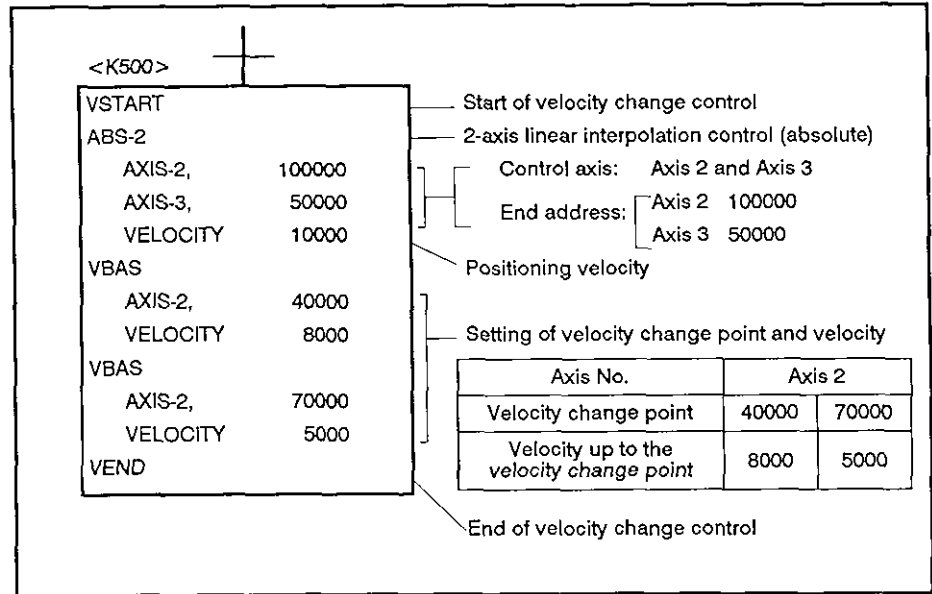 <K500>
VSTART
Start of velocity change control
ABS-2
2-axis linear interpolation control (absolute)
AXIS-2, 100000
Control axis: Axis 2 and Axis 3
AXIS-3, 50000
End address: Axis 2 100000
Axis 3 50000
VELOCITY 10000
Positioning velocity
VBAS
AXIS-2, 40000
VELOCITY 8000
Setting of velocity change point and velocity
VBAS
AXIS-2, 70000
VELOCITY 5000
VEND
Axis No. Axis 2
Velocity change point 40000 70000
Velocity up to the
velocity change point 8000 5000
End of velocity change control